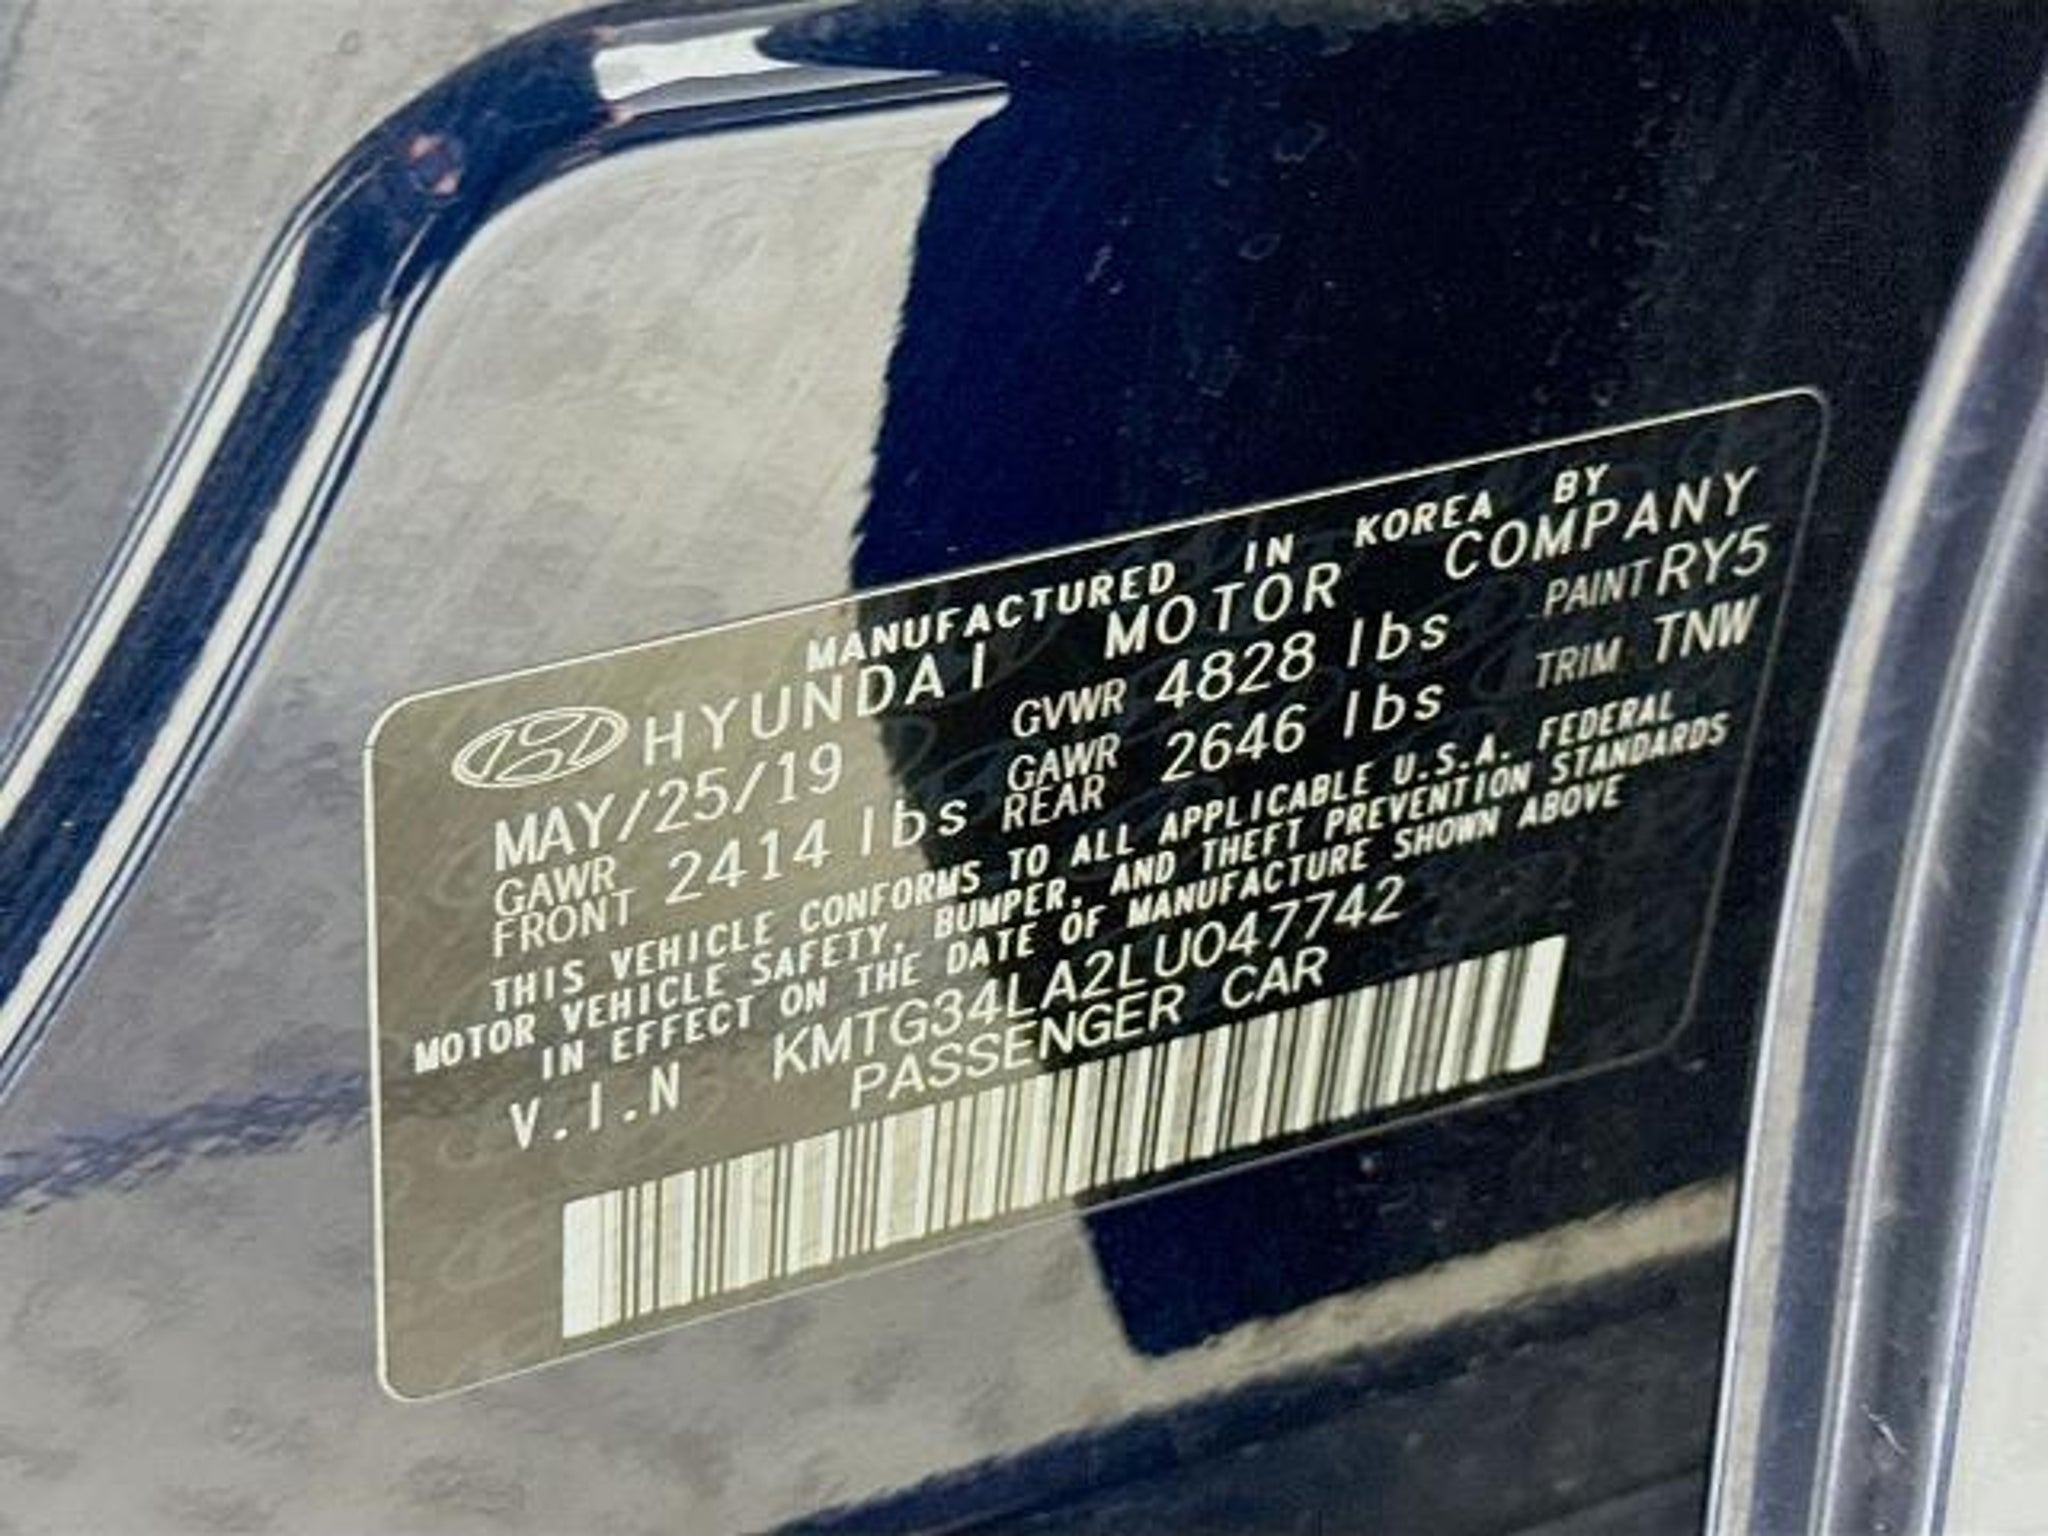 MANUFACTURED IN KOREA BY
HYUNDAI MOTOR COMPANY
MAY/25/19 GVWR 4828 lbs PAINT RY5
GAWR FRONT 2414 lbs GAWR REAR 2646 lbs TRIM TNW
THIS VEHICLE CONFORMS TO ALL APPLICABLE U.S.A. FEDERAL
MOTOR VEHICLE SAFETY, BUMPER, AND THEFT PREVENTION STANDARDS
IN EFFECT ON THE DATE OF MANUFACTURE SHOWN ABOVE
V.I.N KMTG34LA2LU047742
PASSENGER CAR